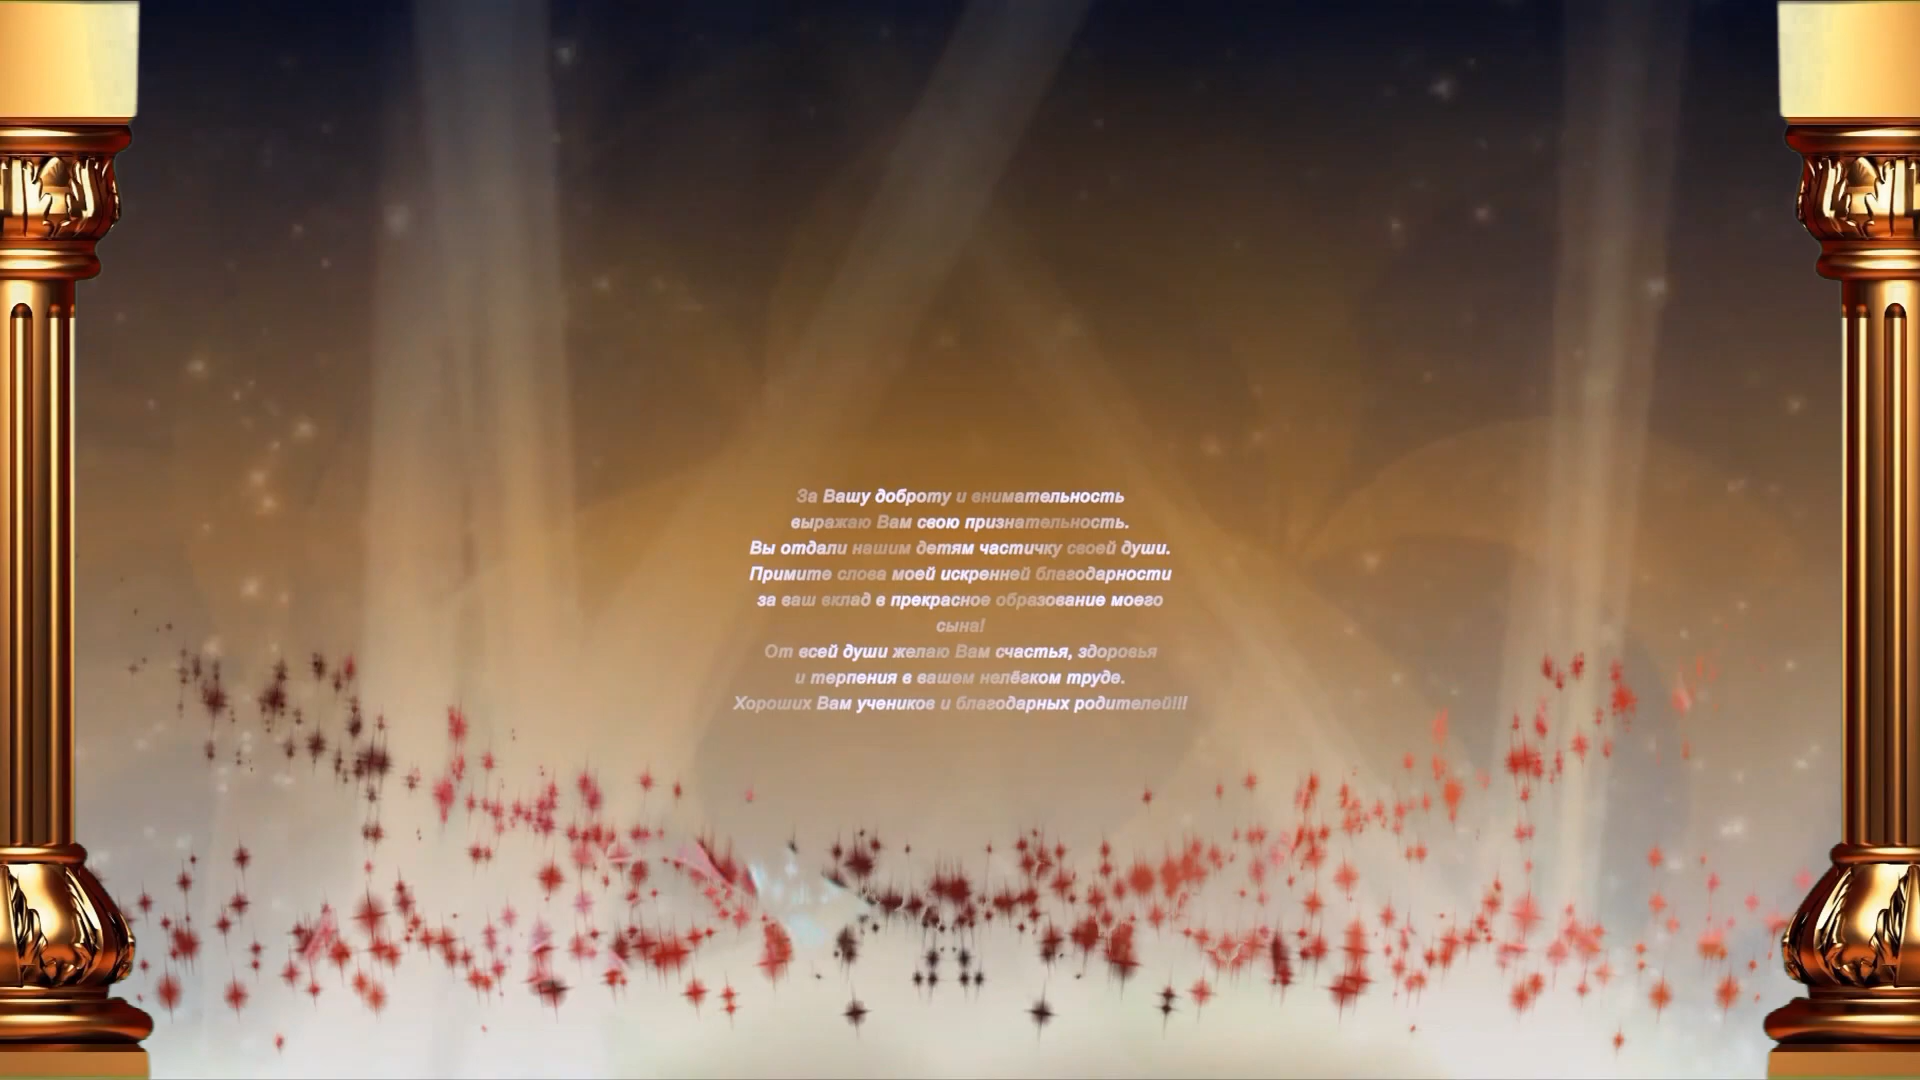 За Вашу доброту и внимательность
выражаю Вам свою признательность.
Вы отдали нашим детям частичку своей души.
Примите слова моей искренней благодарности
за ваш вклад в прекрасное образование моего
сына!
От всей души желаю Вам счастья, здоровья
и терпения в вашем нелёгком труде.
Хороших Вам учеников и благодарных родителей!!!